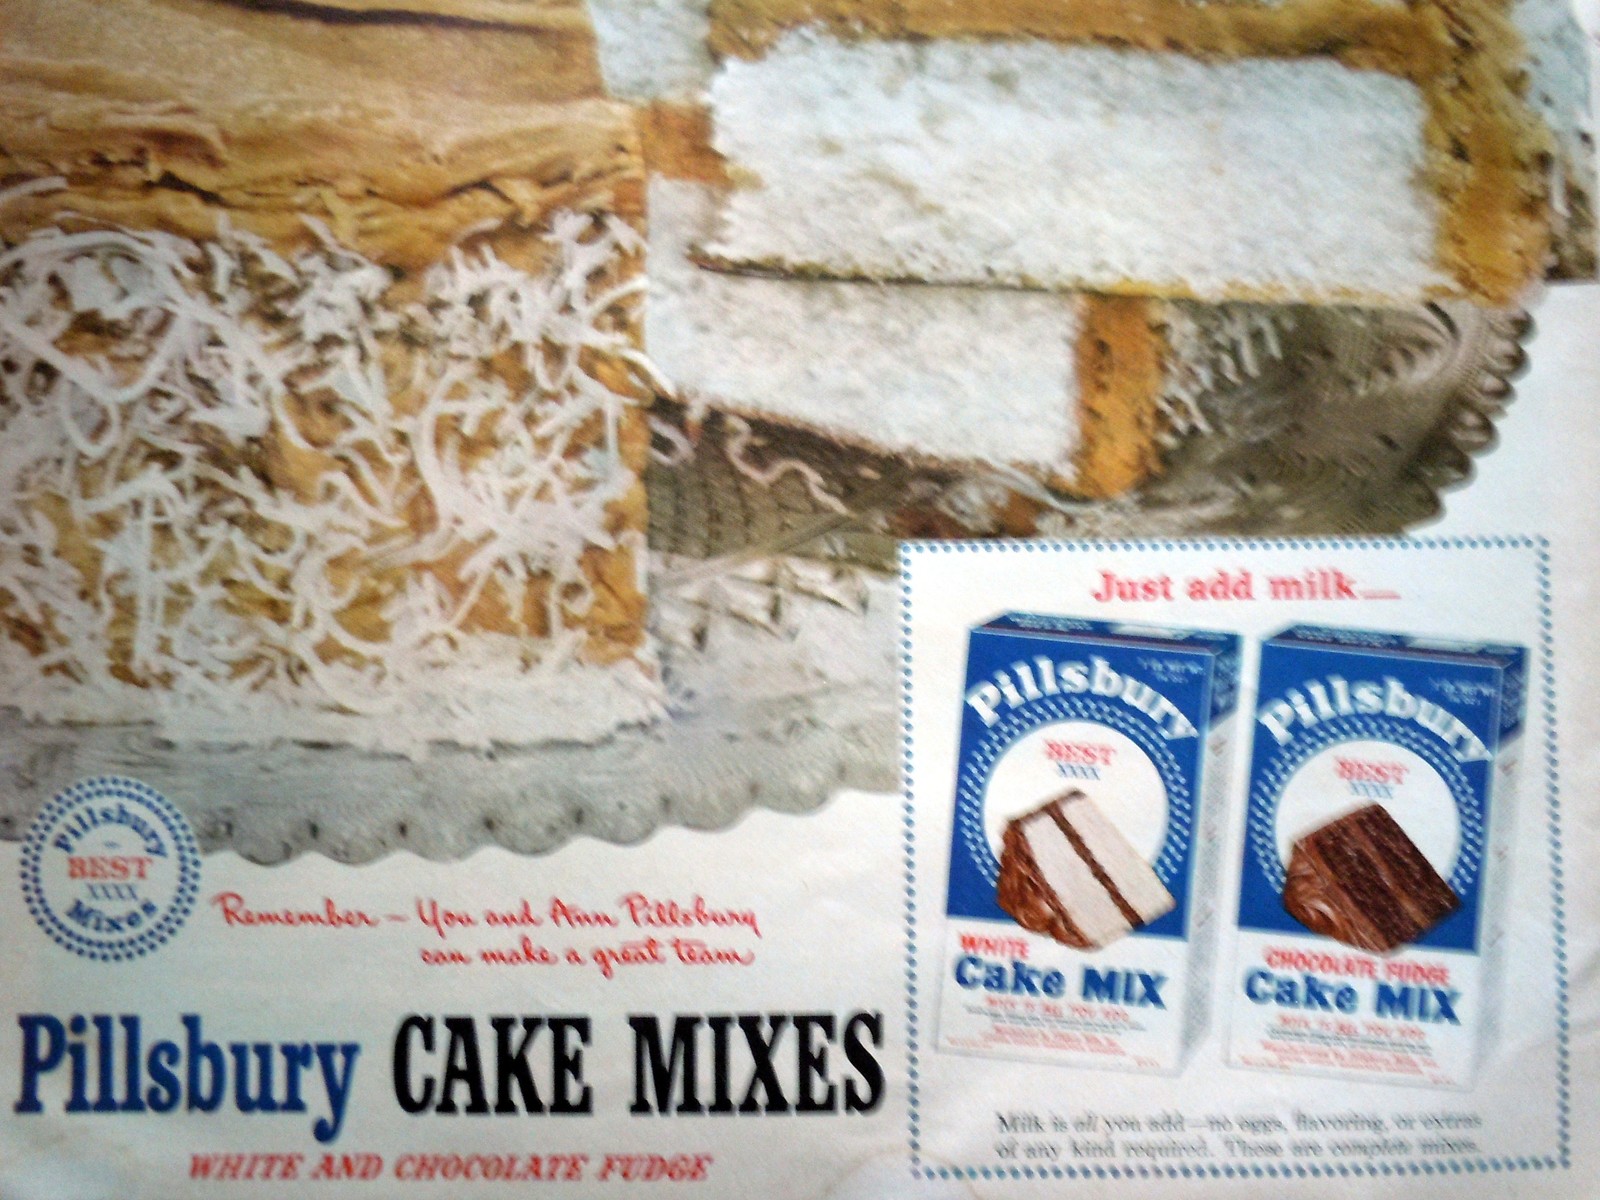 Just add milk—
Pillsbury
BEST
XXXX
WHITE
Cake MIX
Pillsbury
BEST
XXXX
CHOCOLATE FUDGE
Cake MIX
Milk is all you add—no eggs, flavoring, or extras
of any kind required. These are complete mixes.
Pillsbury
BEST
XXXX
Mixes
Remember — You and Ann Pillsbury
can make a great team
Pillsbury CAKE MIXES
WHITE AND CHOCOLATE FUDGE